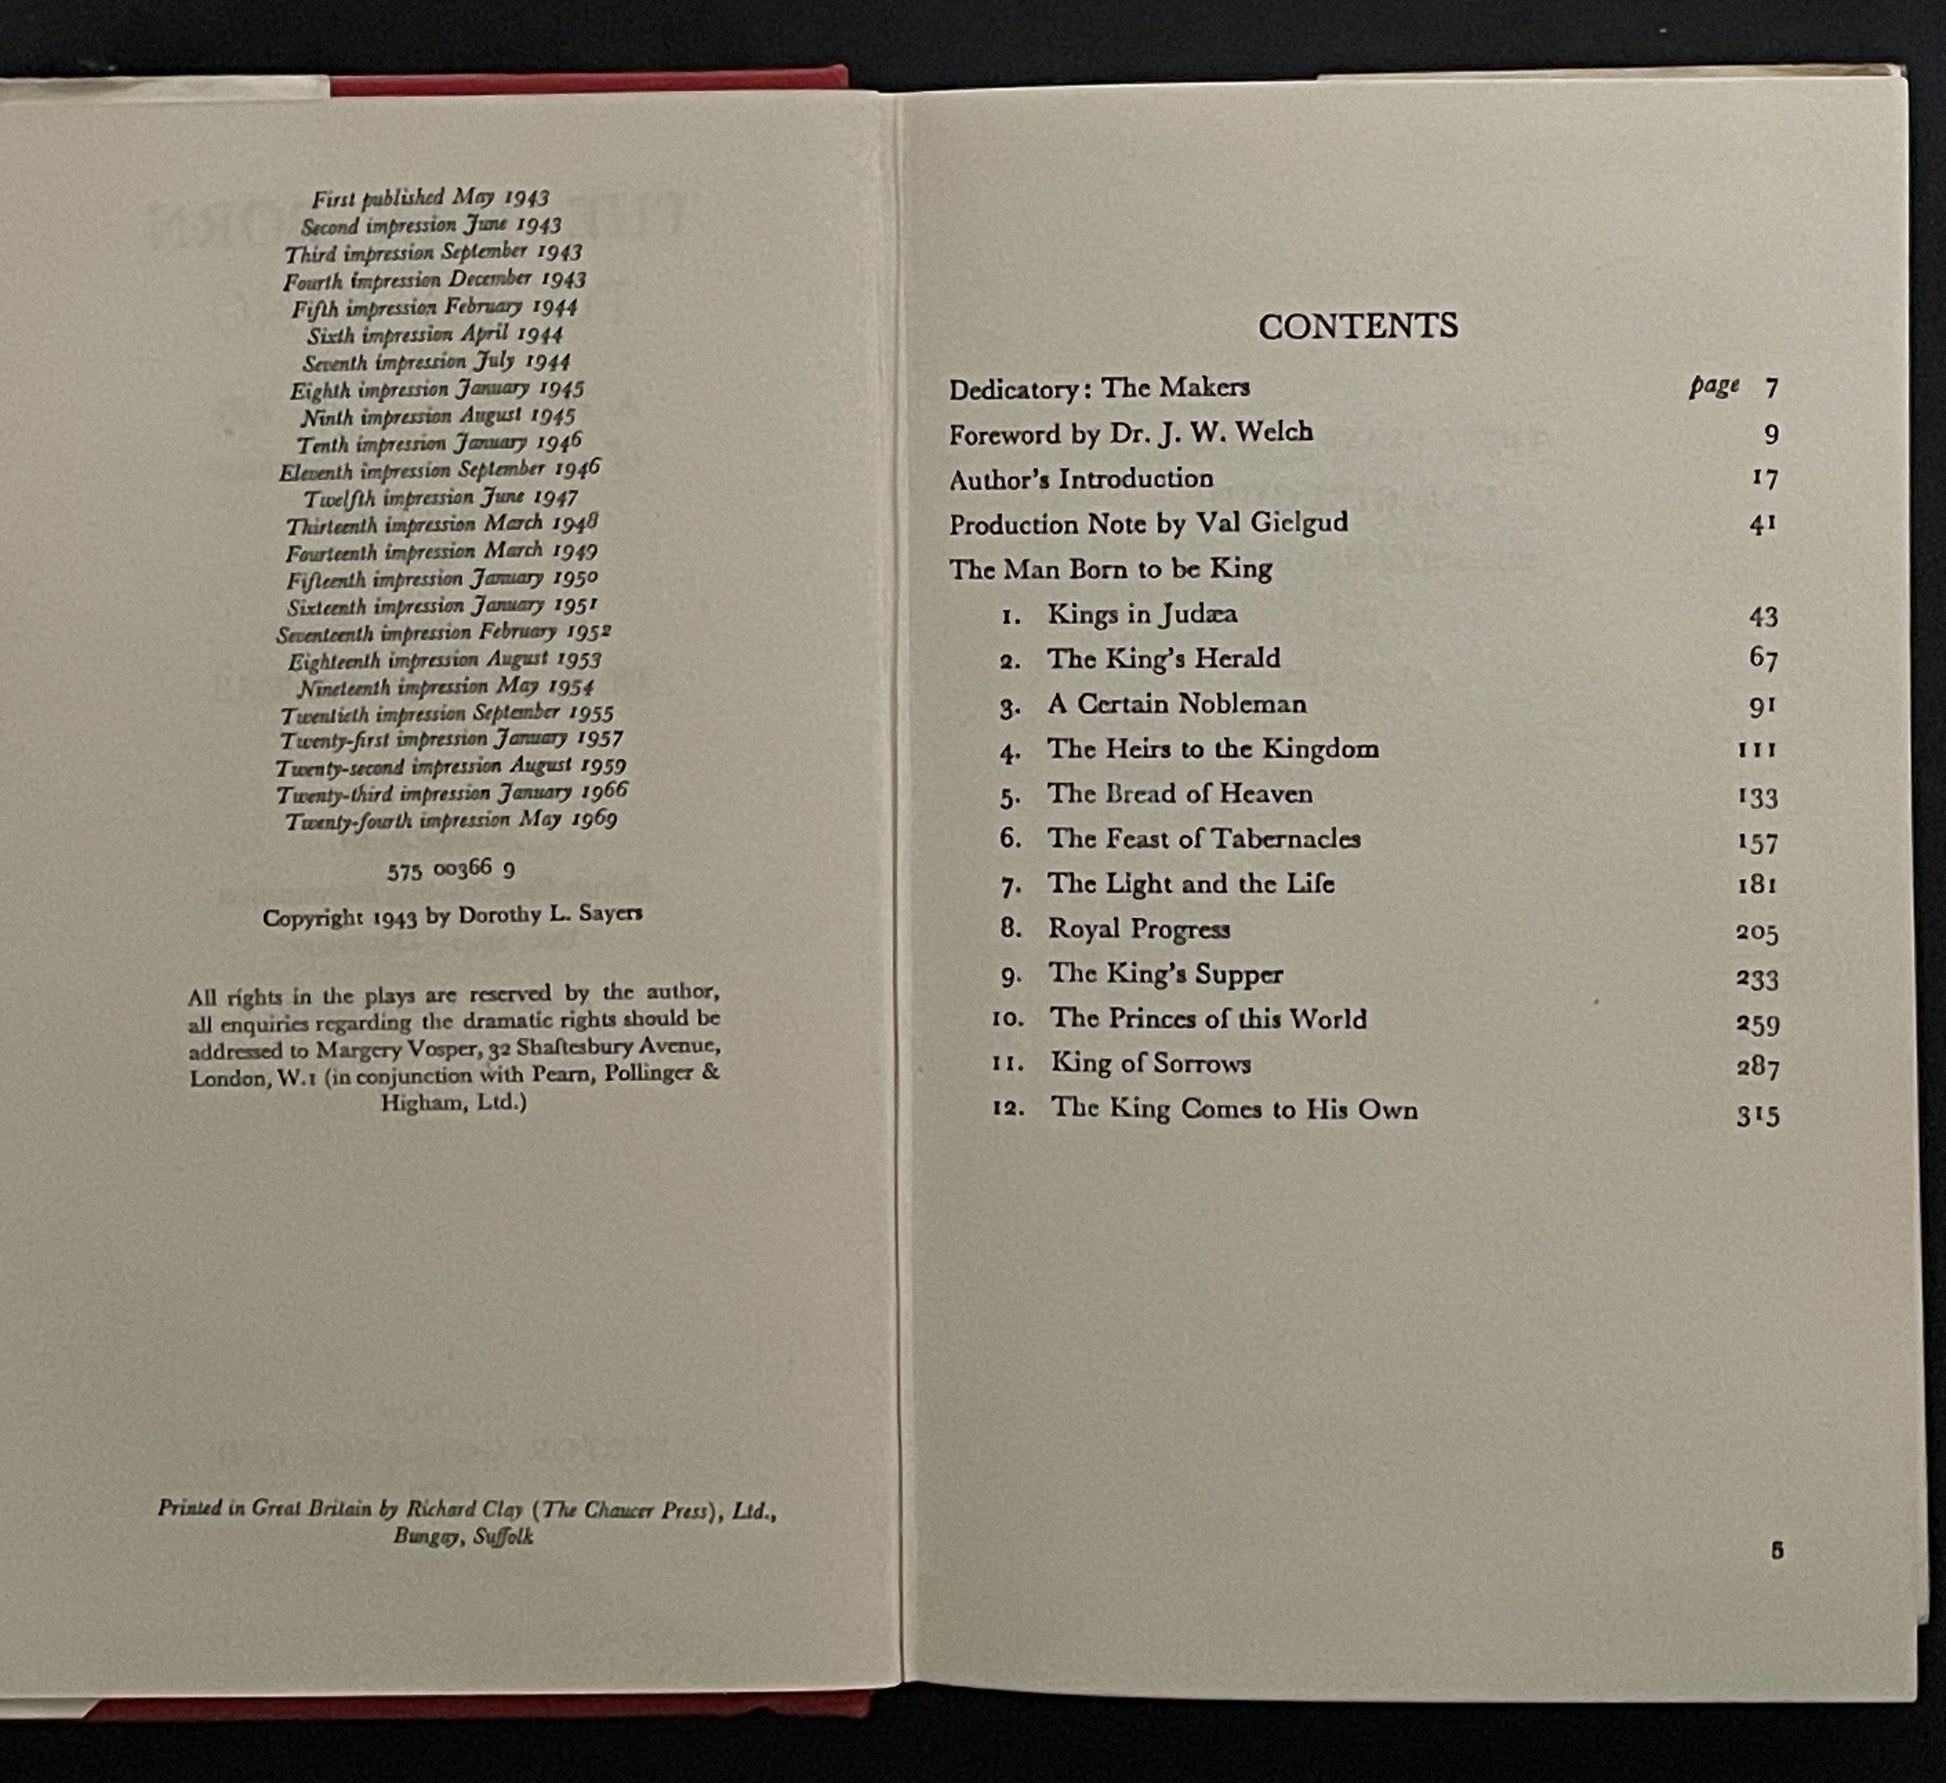 First published May 1943
Second impression June 1943
Third impression September 1943
Fourth impression December 1943
Fifth impression February 1944
Sixth impression April 1944
Seventh impression July 1944
Eighth impression January 1945
Ninth impression August 1945
Tenth impression January 1946
Eleventh impression September 1946
Twelfth impression June 1947
Thirteenth impression March 1948
Fourteenth impression March 1949
Fifteenth impression January 1950
Sixteenth impression January 1951
Seventeenth impression February 1952
Eighteenth impression August 1953
Nineteenth impression May 1954
Twentieth impression September 1955
Twenty-first impression January 1957
Twenty-second impression August 1959
Twenty-third impression January 1966
Twenty-fourth impression May 1969
575 00366 9
Copyright 1943 by Dorothy L. Sayers
All rights in the plays are reserved by the author,
all enquiries regarding the dramatic rights should be
addressed to Margery Vosper, 32 Shaftesbury Avenue,
London, W.1 (in conjunction with Pearn, Pollinger &
Higham, Ltd.)
Printed in Great Britain by Richard Clay (The Chaucer Press), Ltd.,
Bungay, Suffolk
CONTENTS
Dedicatory: The Makers page 7
Foreword by Dr. J. W. Welch 9
Author's Introduction 17
Production Note by Val Gielgud 41
The Man Born to be King
1. Kings in Judæa 43
2. The King's Herald 67
3. A Certain Nobleman 91
4. The Heirs to the Kingdom 111
5. The Bread of Heaven 133
6. The Feast of Tabernacles 157
7. The Light and the Life 181
8. Royal Progress 205
9. The King's Supper 233
10. The Princes of this World 259
11. King of Sorrows 287
12. The King Comes to His Own 315
5